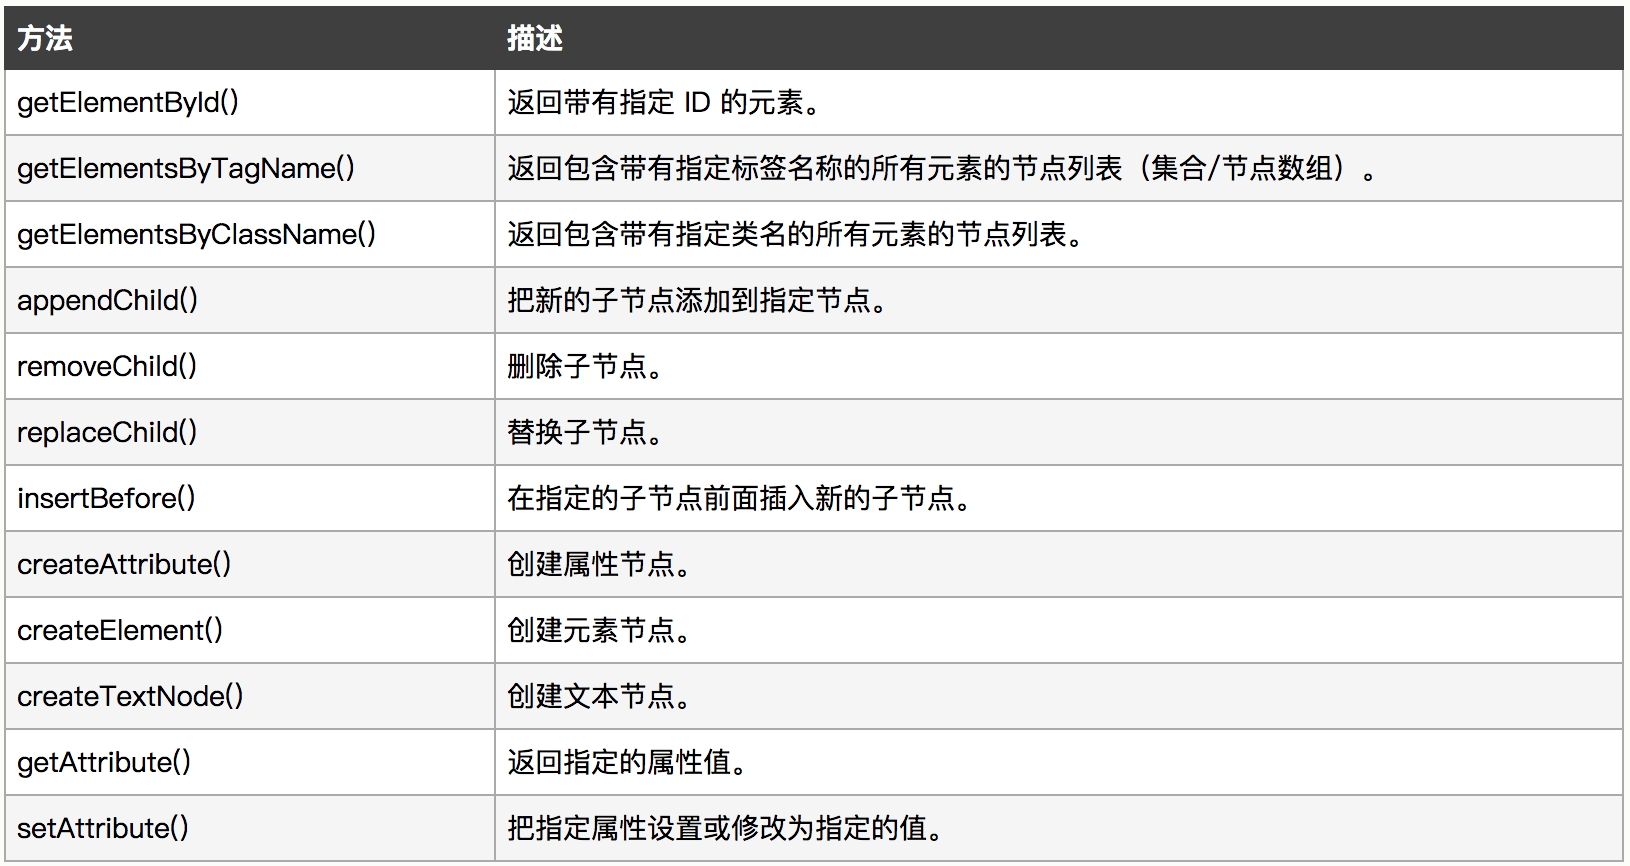 方法 描述
getElementById() 返回带有指定 ID 的元素。
getElementsByTagName() 返回包含带有指定标签名称的所有元素的节点列表（集合/节点数组）。
getElementsByClassName() 返回包含带有指定类名的所有元素的节点列表。
appendChild() 把新的子节点添加到指定节点。
removeChild() 删除子节点。
replaceChild() 替换子节点。
insertBefore() 在指定的子节点前面插入新的子节点。
createAttribute() 创建属性节点。
createElement() 创建元素节点。
createTextNode() 创建文本节点。
getAttribute() 返回指定的属性值。
setAttribute() 把指定属性设置或修改为指定的值。